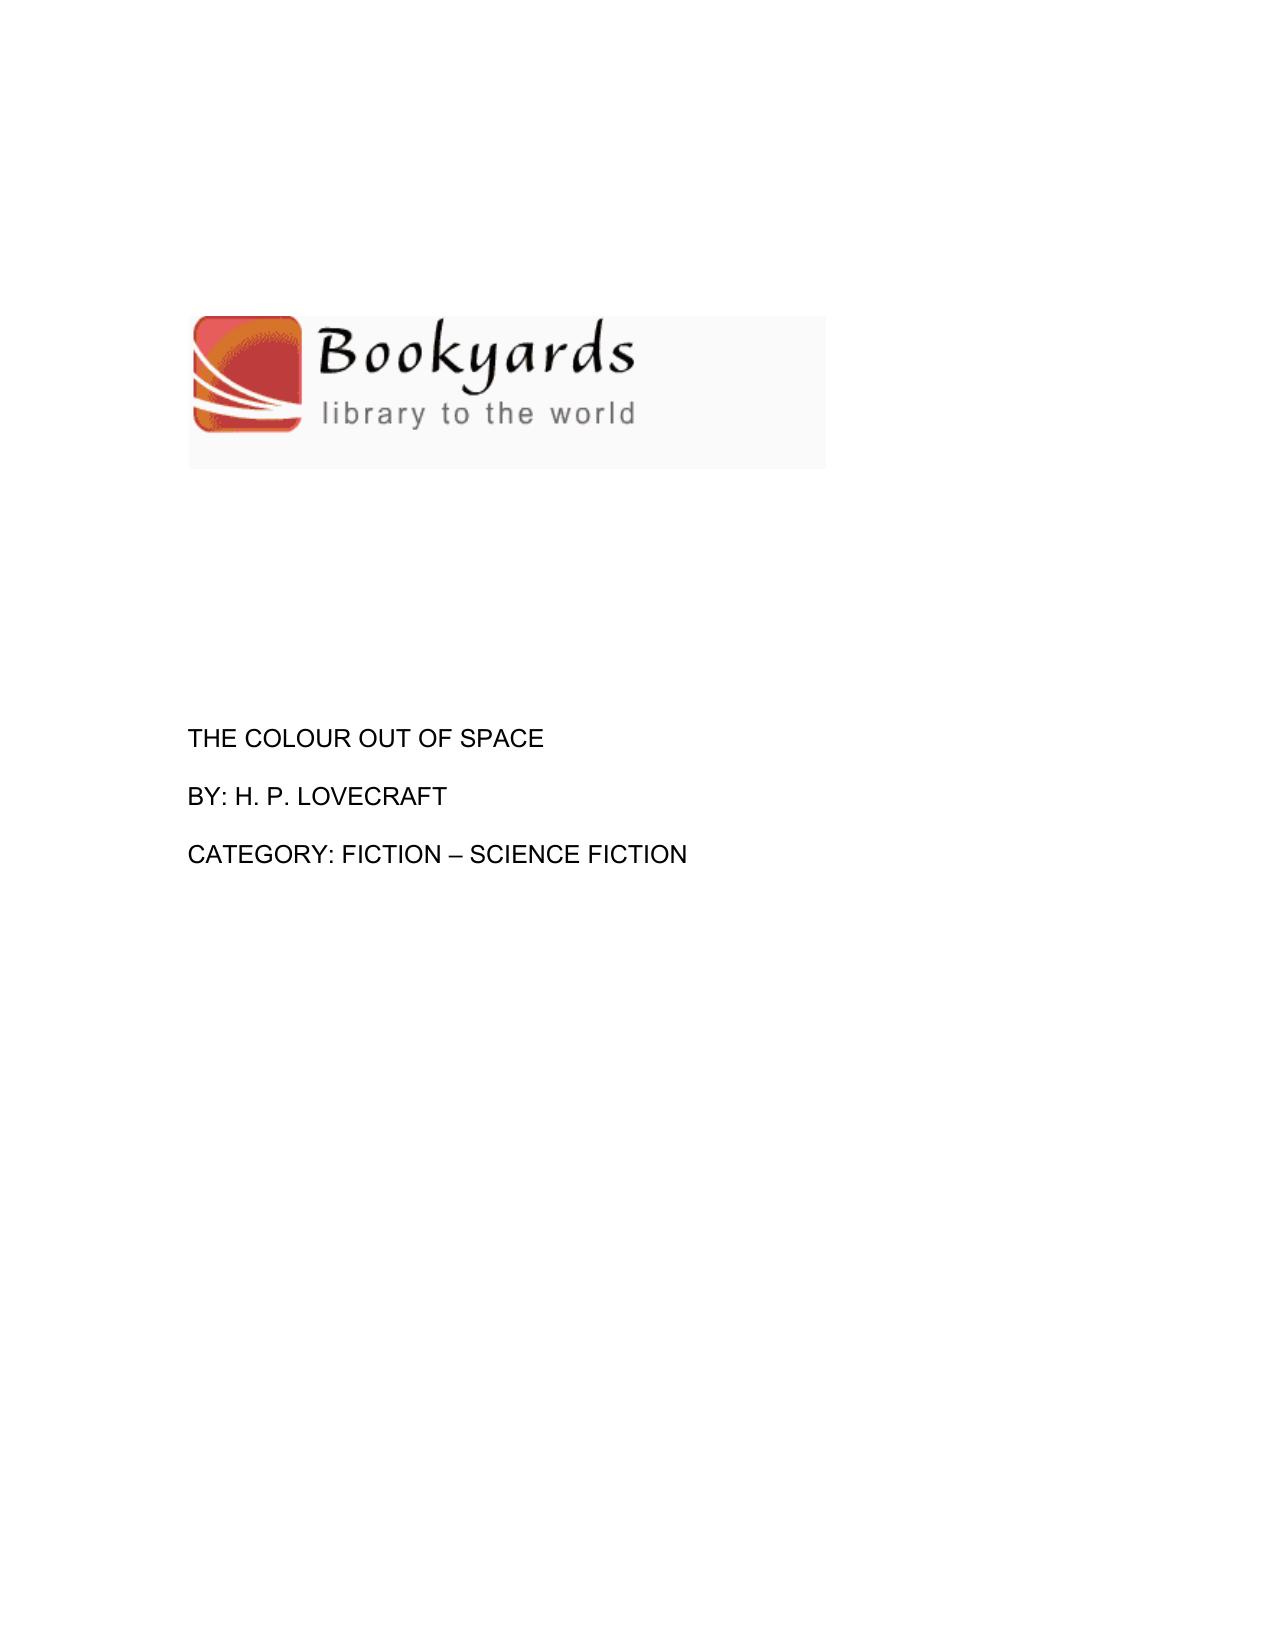 Bookyards
library to the world
THE COLOUR OUT OF SPACE
BY: H. P. LOVECRAFT
CATEGORY: FICTION – SCIENCE FICTION